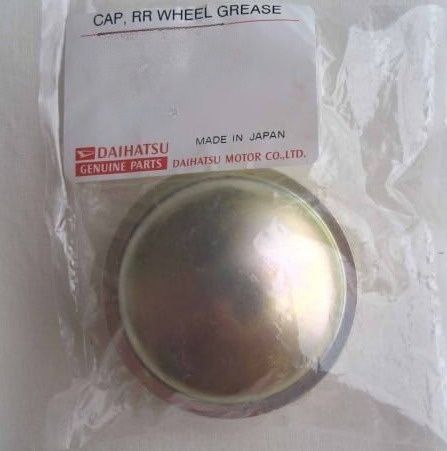 CAP, RR WHEEL GREASE
MADE IN JAPAN
DAIHATSU
GENUINE PARTS
DAIHATSU MOTOR CO.,LTD.